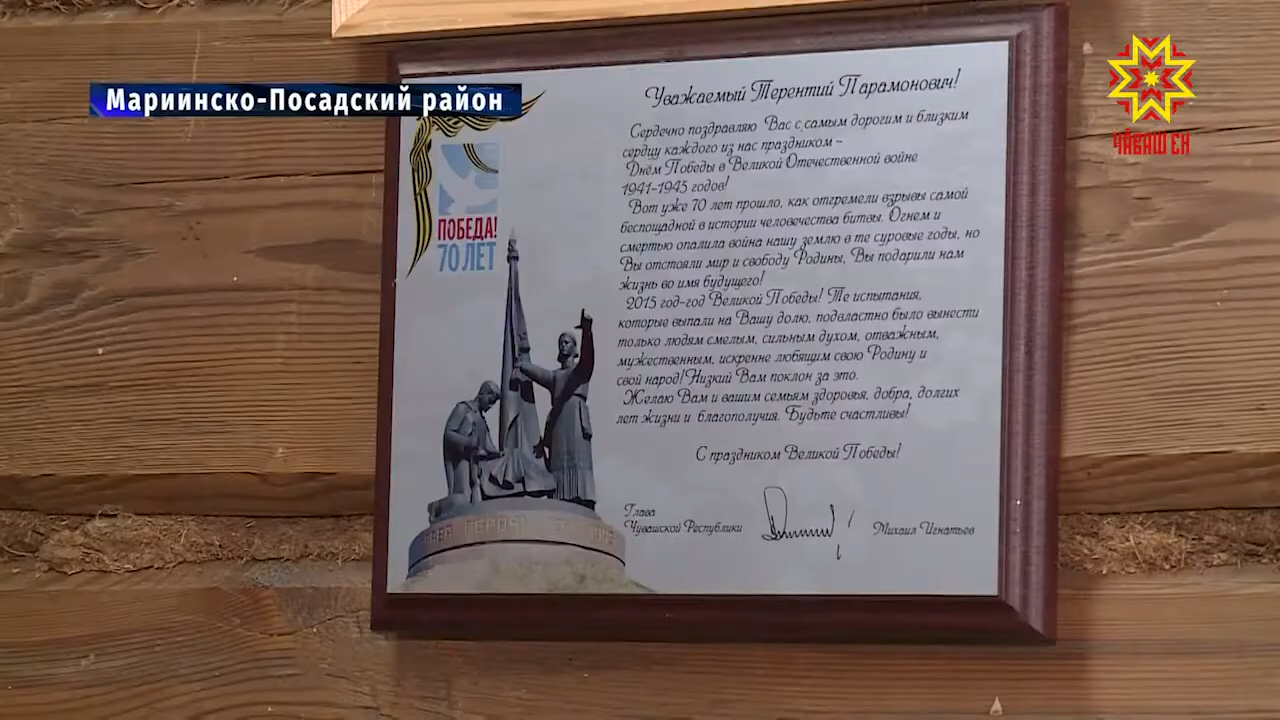 Мариинско-Посадский район
ЧӐВАШ ЕН
ПОБЕДА!
70 ЛЕТ
Уважаемый Терентий Парамонович!
Сердечно поздравляю Вас с самым дорогим и близким
сердцу каждого из нас праздником –
Днём Победы в Великой Отечественной войне
1941-1945 годов!
Вот уже 70 лет прошло, как отгремели взрывы самой
беспощадной в истории человечества битвы. Огнем и
смертью опалила война нашу землю в те суровые годы, но
Вы отстояли мир и свободу Родины, Вы подарили нам
жизнь во имя будущего!
2015 год-год Великой Победы! Те испытания,
которые выпали на Вашу долю, подвластно было вынести
только людям смелым, сильным духом, отважным,
мужественным, искренне любящим свою Родину и
свой народ! Низкий Вам поклон за это.
Желаю Вам и вашим семьям здоровья, добра, долгих
лет жизни и благополучия. Будьте счастливы!
С праздником Великой Победы!
Глава
Чувашской Республики
Михаил Игнатьев